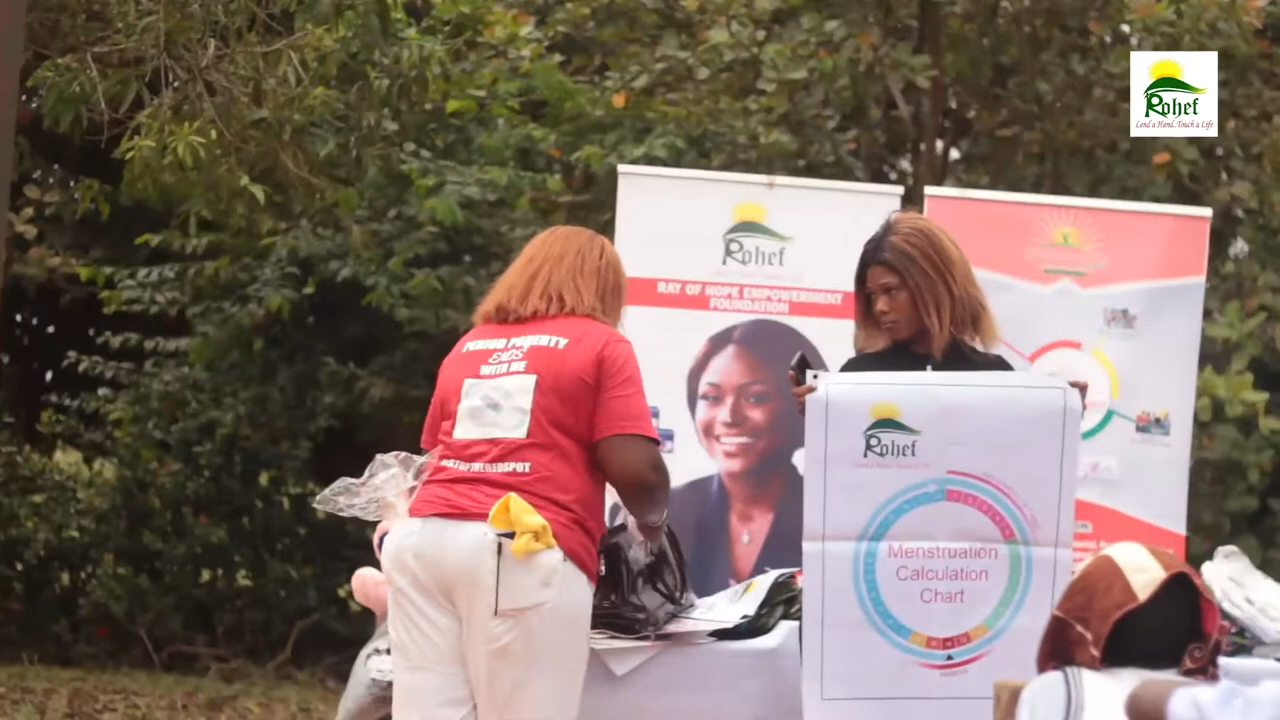 Rohef
Lend a Hand, Touch a Life
Rohef
RAY OF HOPE EMPOWERMENT
FOUNDATION
PERIOD POVERTY
ENDS
WITH ME
#STOPTHEREDSPOT
Rohef
Menstruation
Calculation
Chart